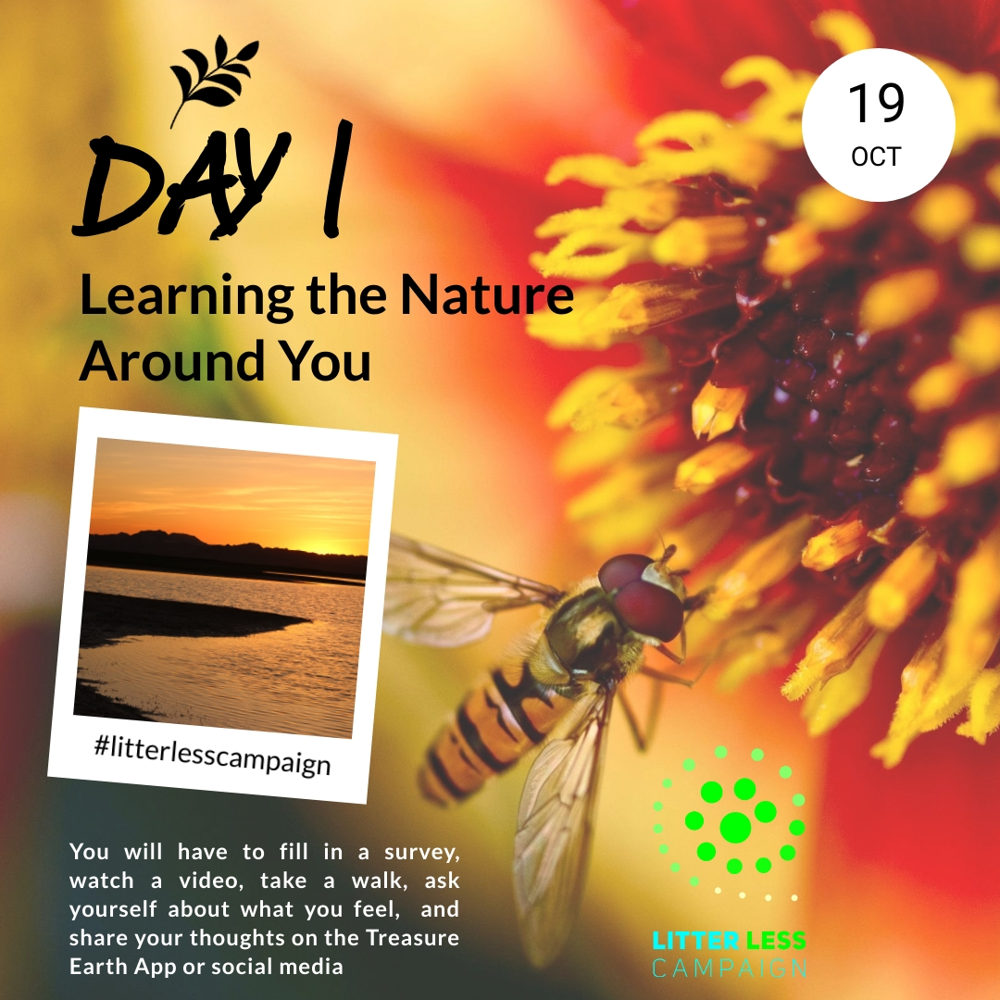 19
OCT
DAY 1
Learning the Nature
Around You
#litterlesscampaign
You will have to fill in a survey,
watch a video, take a walk, ask
yourself about what you feel, and
share your thoughts on the Treasure
Earth App or social media
LITTER LESS
CAMPAIGN